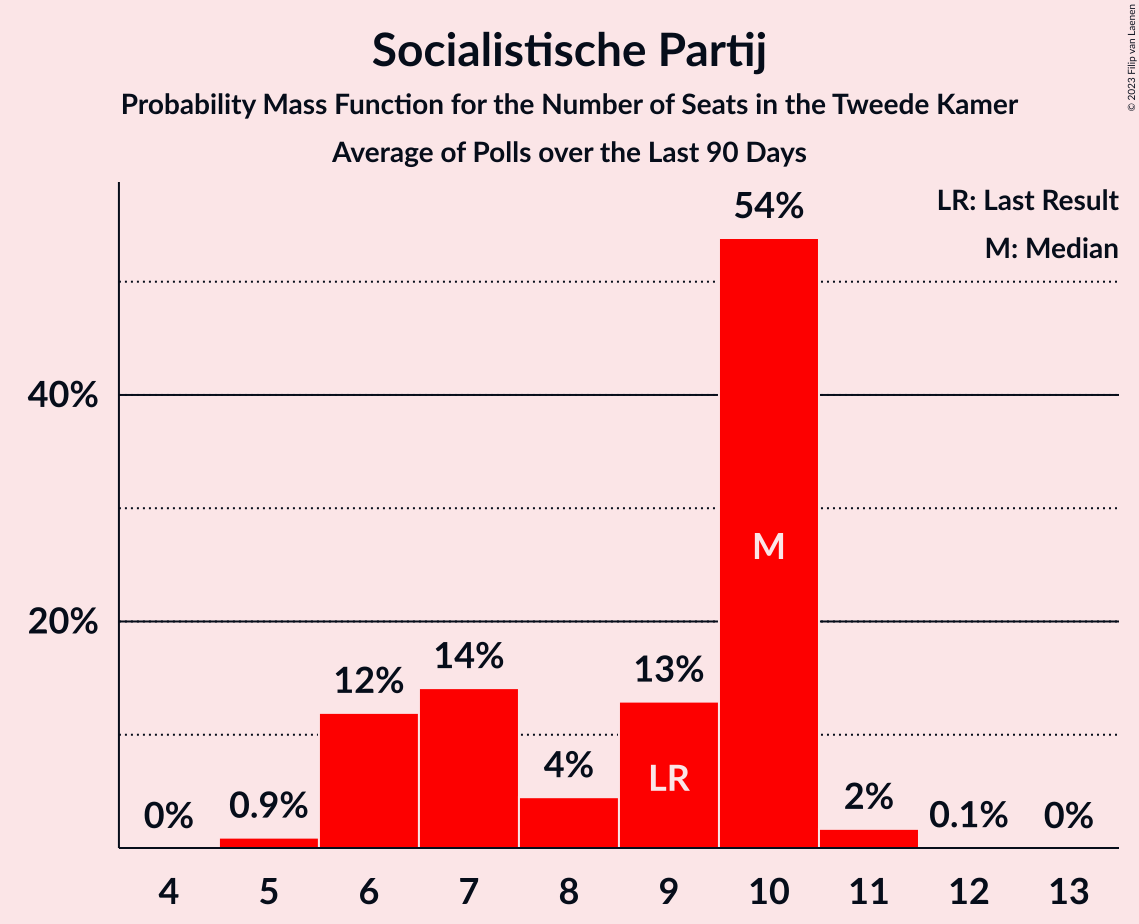 Socialistische Partij
Probability Mass Function for the Number of Seats in the Tweede Kamer
Average of Polls over the Last 90 Days
© 2023 Filip van Laenen
LR: Last Result
M: Median
40%
20%
0%
0.9%
12%
14%
4%
13%
54%
2%
0.1%
0%
LR
M
4 5 6 7 8 9 10 11 12 13